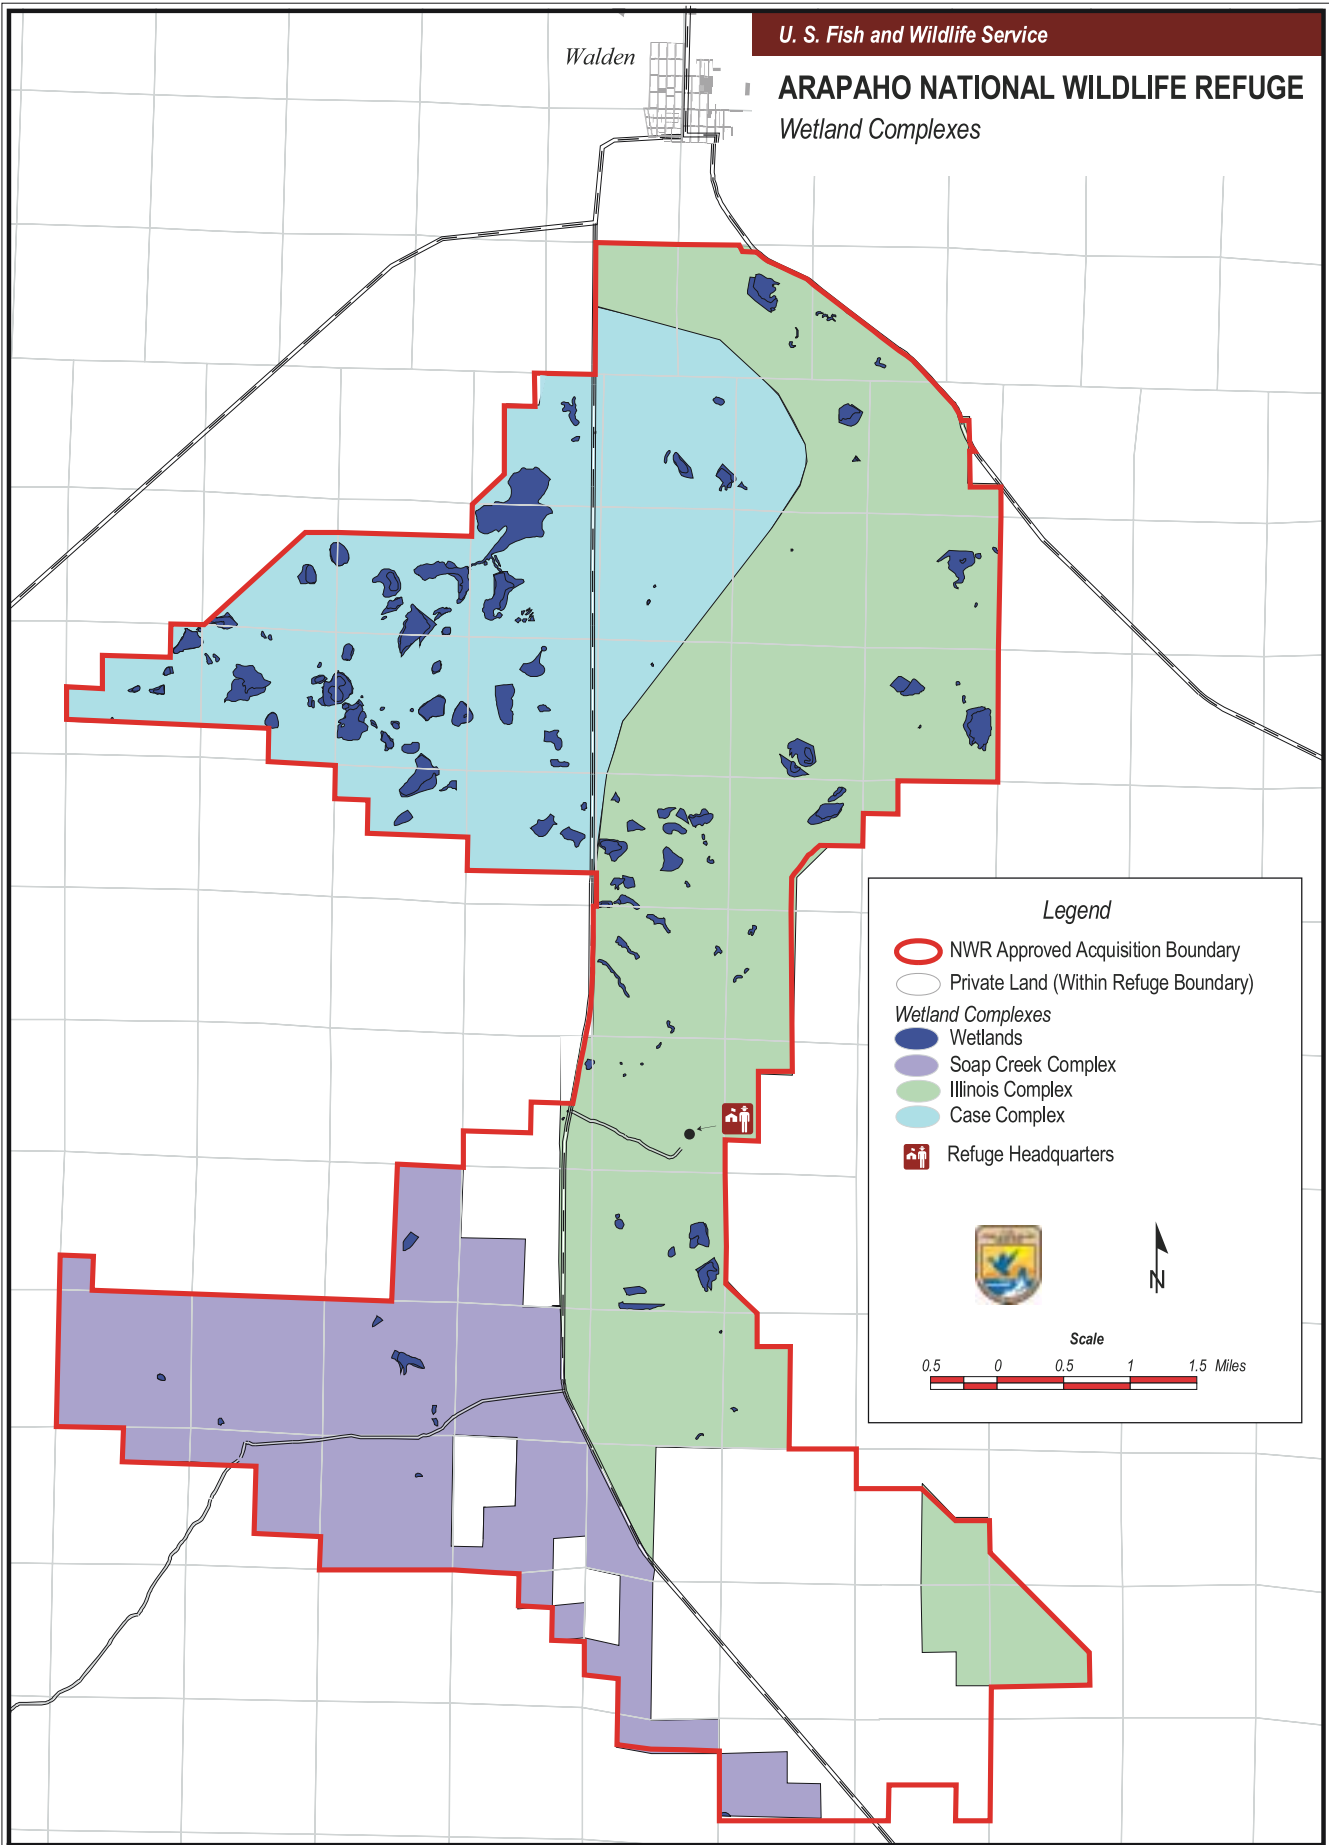 Walden
U. S. Fish and Wildlife Service
ARAPAHO NATIONAL WILDLIFE REFUGE
Wetland Complexes
Legend
NWR Approved Acquisition Boundary
Private Land (Within Refuge Boundary)
Wetland Complexes
Wetlands
Soap Creek Complex
Illinois Complex
Case Complex
Refuge Headquarters
N
Scale
0.5 0 0.5 1 1.5 Miles